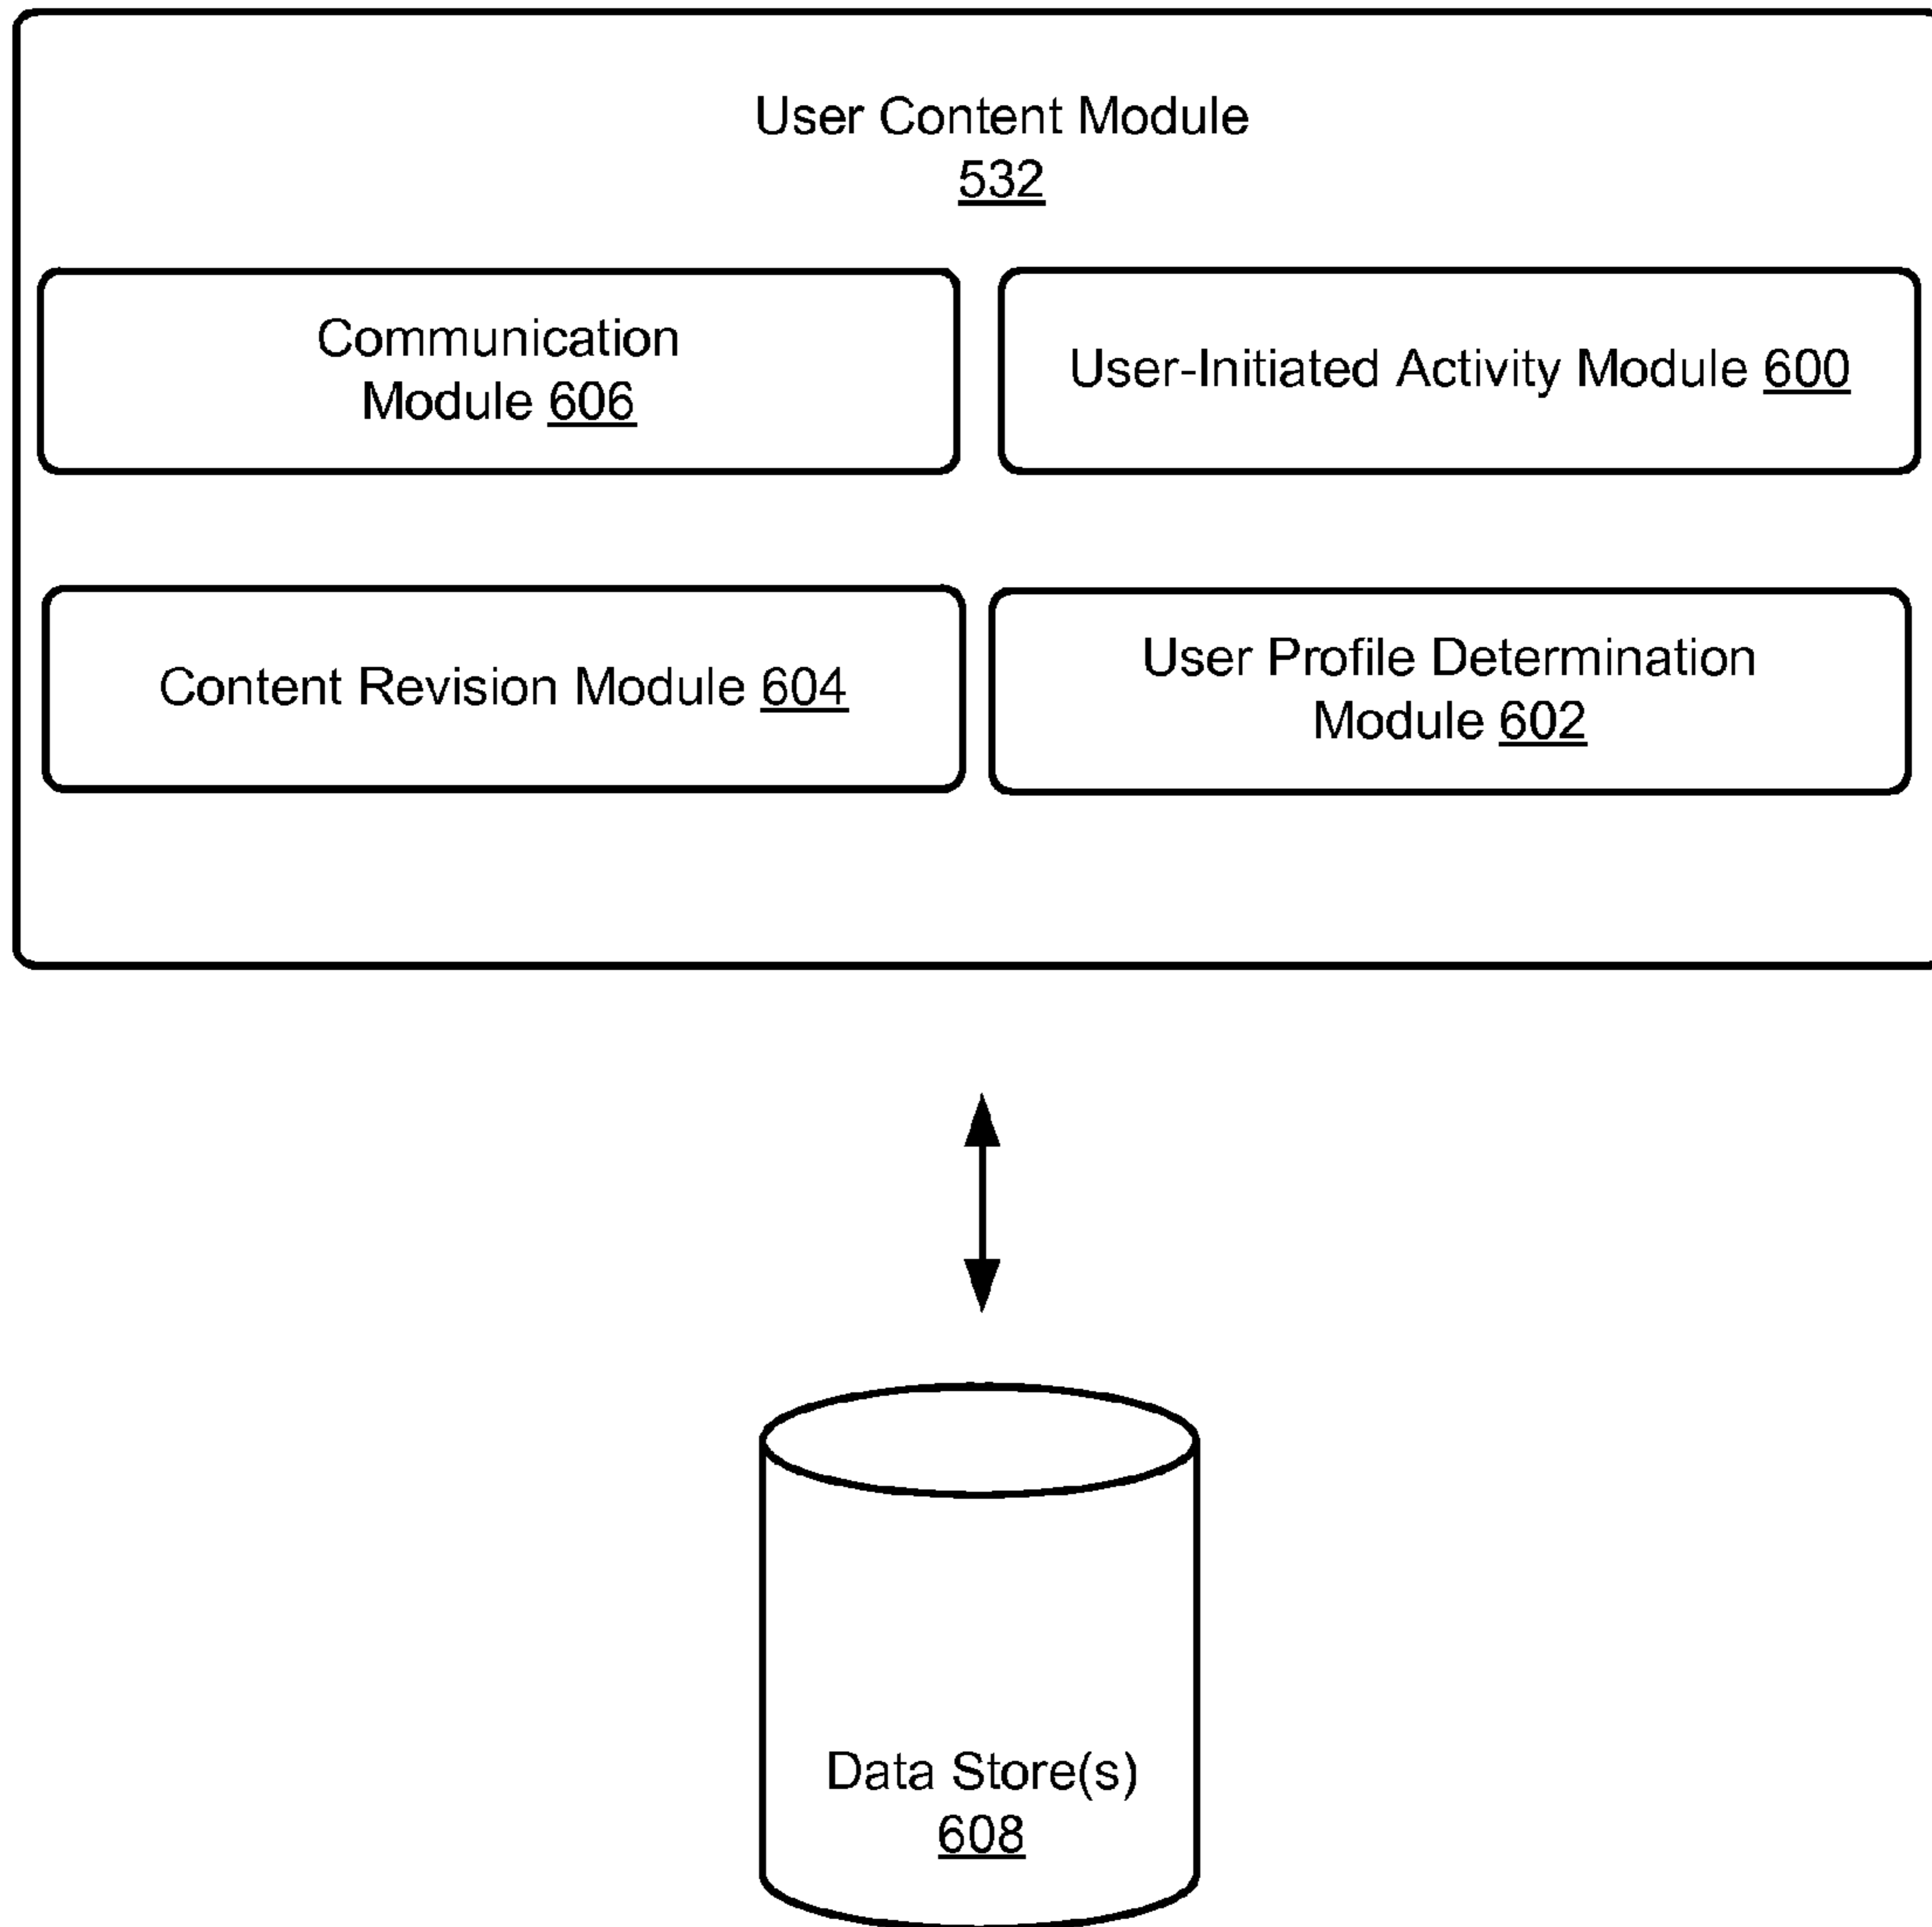 User Content Module
532
Communication
Module 606
User-Initiated Activity Module 600
Content Revision Module 604
User Profile Determination
Module 602
Data Store(s)
608